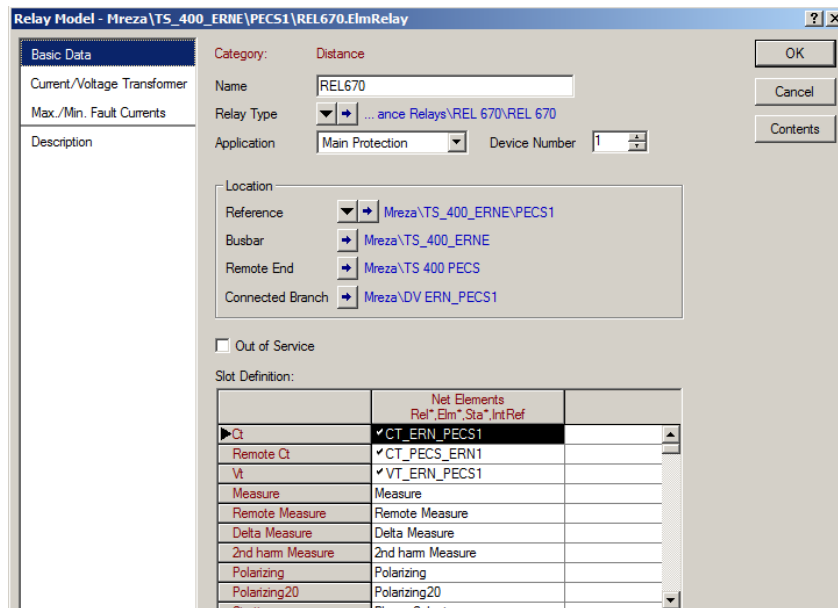 Relay Model - Mreza\TS_400_ERNE\PECS1\REL670.ElmRelay
Basic Data
Current/Voltage Transformer
Max./Min. Fault Currents
Description
Category: Distance
Name REL670
Relay Type ... ance Relays\REL 670\REL 670
Application Main Protection Device Number 1
Location
Reference Mreza\TS_400_ERNE\PECS1
Busbar Mreza\TS_400_ERNE
Remote End Mreza\TS 400 PECS
Connected Branch Mreza\DV ERN_PECS1
Out of Service
Slot Definition:
Net Elements
Rel*,Elm*,Sta*,IntRef
Ct CT_ERN_PECS1
Remote Ct CT_PECS_ERN1
Vt VT_ERN_PECS1
Measure Measure
Remote Measure Remote Measure
Delta Measure Delta Measure
2nd harm Measure 2nd harm Measure
Polarizing Polarizing
Polarizing20 Polarizing20
OK
Cancel
Contents